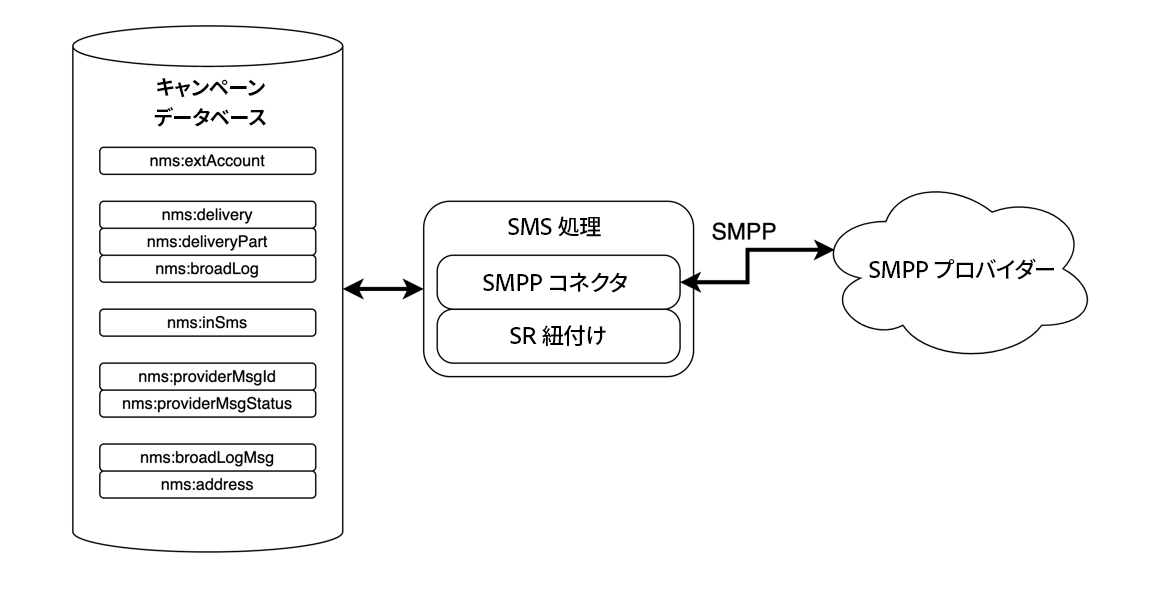 キャンペーン
データベース
nms:extAccount
nms:delivery
nms:deliveryPart
nms:broadLog
nms:inSms
nms:providerMsgId
nms:providerMsgStatus
nms:broadLogMsg
nms:address
SMS 処理
SMPP コネクタ
SR 紐付け
SMPP
SMPP プロバイダー